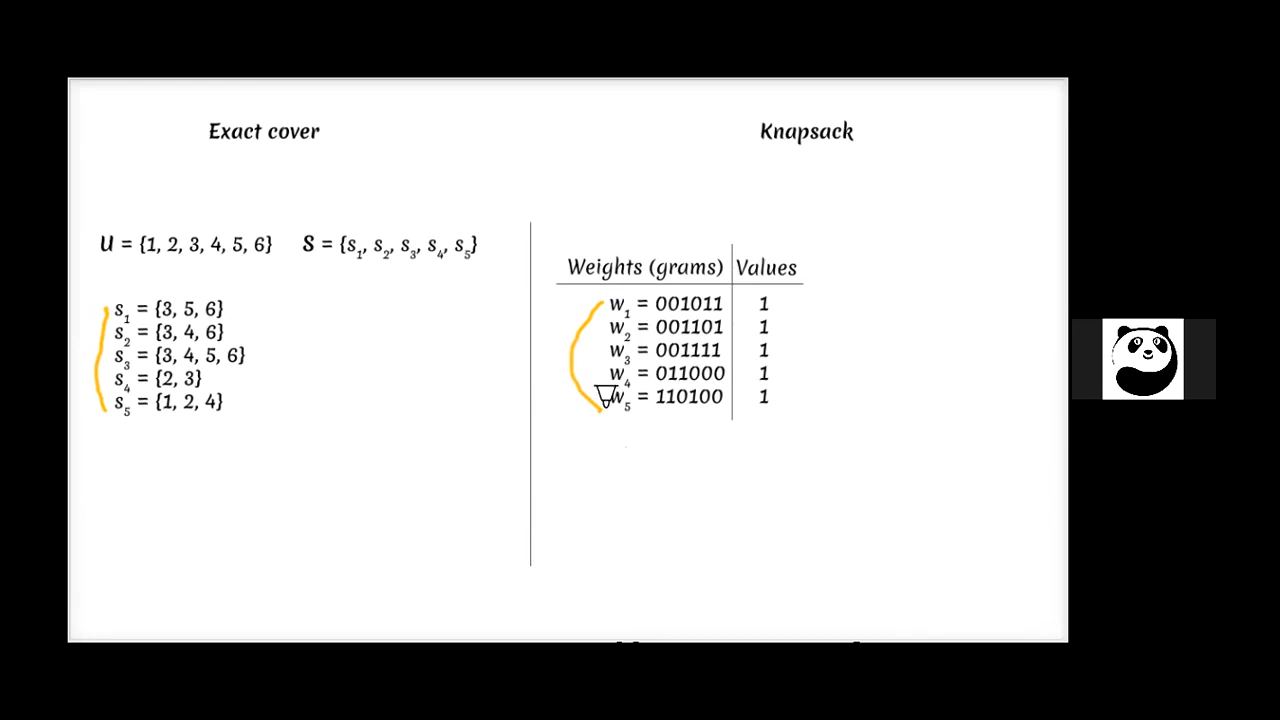 Exact cover
U = {1, 2, 3, 4, 5, 6} S = {s₁, s₂, s₃, s₄, s₅}
s₁ = {3, 5, 6}
s₂ = {3, 4, 6}
s₃ = {3, 4, 5, 6}
s₄ = {2, 3}
s₅ = {1, 2, 4}
Knapsack
Weights (grams) Values
w₁ = 001011 1
w₂ = 001101 1
w₃ = 001111 1
w₄ = 011000 1
w₅ = 110100 1